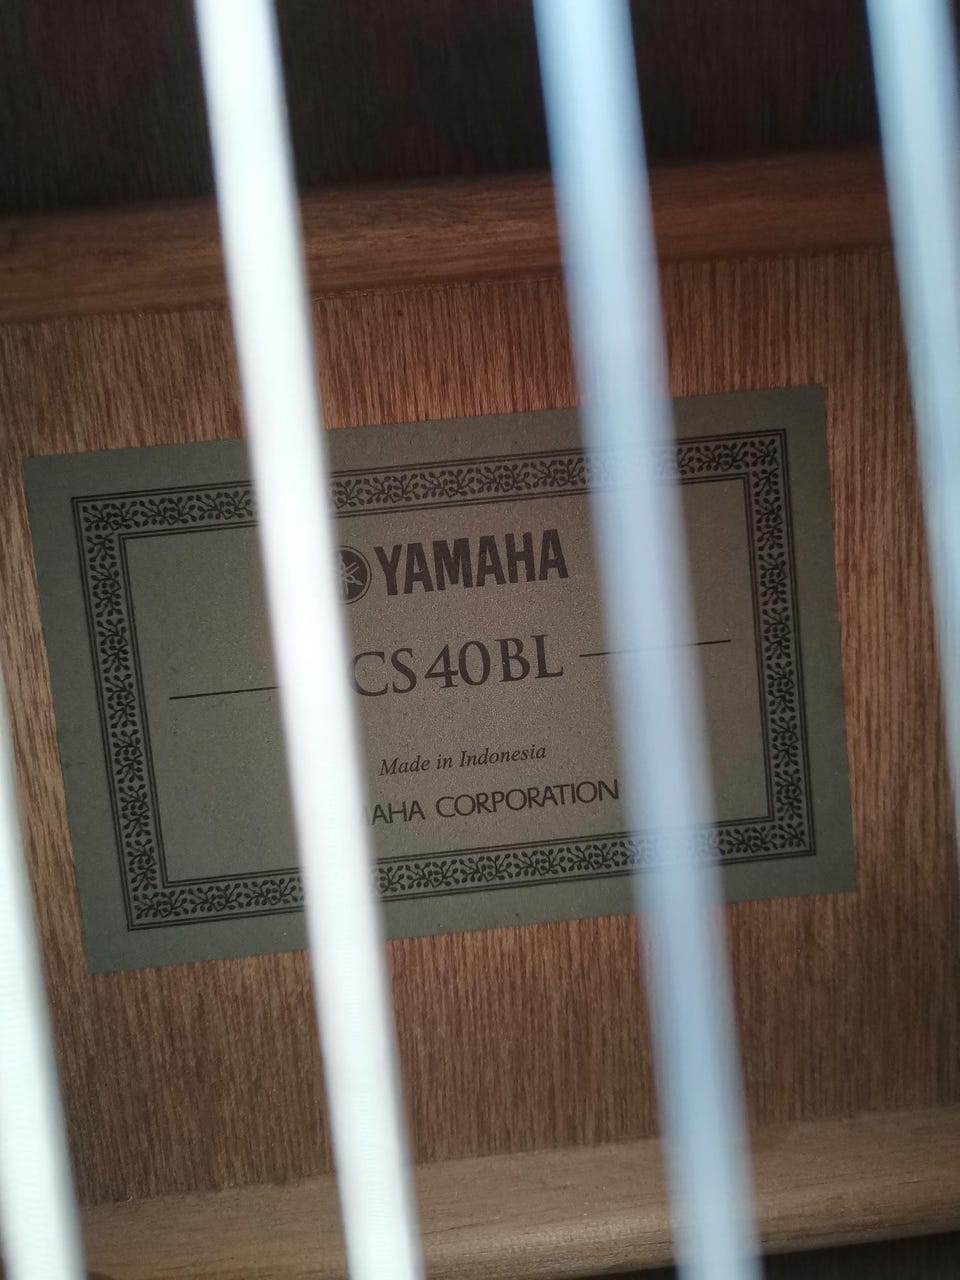 YAMAHA
CS40BL
Made in Indonesia
CORPORATION